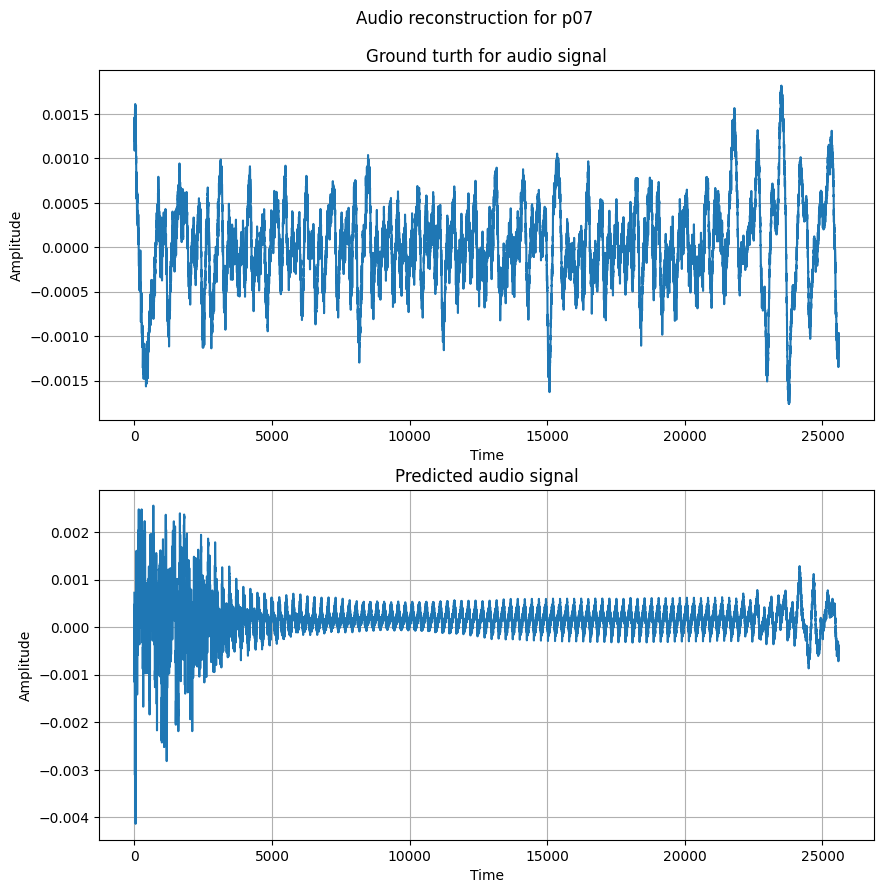 Audio reconstruction for p07
Ground turth for audio signal
0.0015
0.0010
0.0005
0.0000
−0.0005
−0.0010
−0.0015
Amplitude
0 5000 10000 15000 20000 25000
Time
Predicted audio signal
0.002
0.001
0.000
−0.001
−0.002
−0.003
−0.004
Amplitude
0 5000 10000 15000 20000 25000
Time